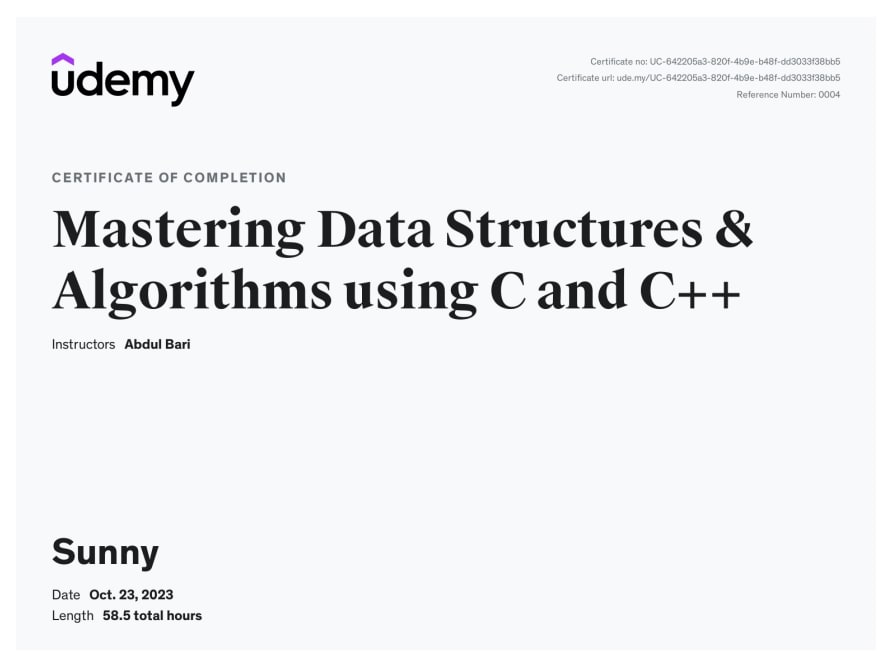 udemy
Certificate no: UC-642205a3-820f-4b9e-b48f-dd3033f38bb5
Certificate url: ude.my/UC-642205a3-820f-4b9e-b48f-dd3033f38bb5
Reference Number: 0004
CERTIFICATE OF COMPLETION
Mastering Data Structures &
Algorithms using C and C++
Instructors Abdul Bari
Sunny
Date Oct. 23, 2023
Length 58.5 total hours